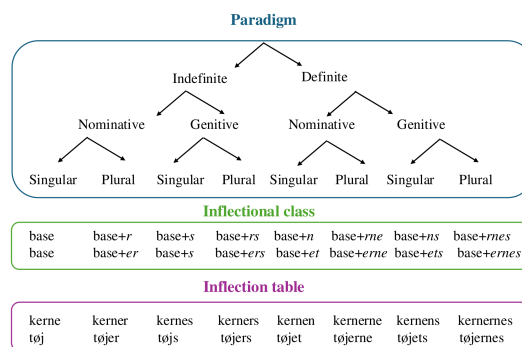 Paradigm
Indefinite Definite
Nominative Genitive Nominative Genitive
Singular Plural Singular Plural Singular Plural Singular Plural
Inflectional class
base base+r base+s base+rs base+n base+rne base+ns base+rnes
base base+er base+s base+ers base+et base+erne base+ets base+ernes
Inflection table
kerne kerner kernes kerners kernen kernerne kernens kernernes
tøj tøjer tøjs tøjers tøjet tøjerne tøjets tøjernes